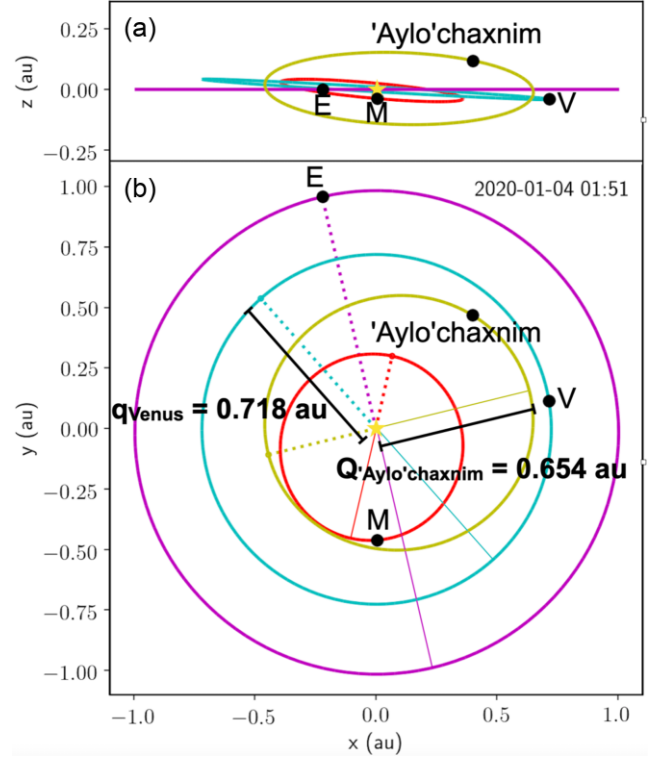 (a)
'Aylo'chaxnim
0.25
0.00
−0.25
z (au)
E
M
V
(b)
E
2020-01-04 01:51
1.00
0.75
0.50
0.25
0.00
−0.25
−0.50
−0.75
−1.00
y (au)
'Aylo'chaxnim
V
qVenus = 0.718 au
Q'Aylo'chaxnim = 0.654 au
M
−1.0
−0.5
0.0
0.5
1.0
x (au)